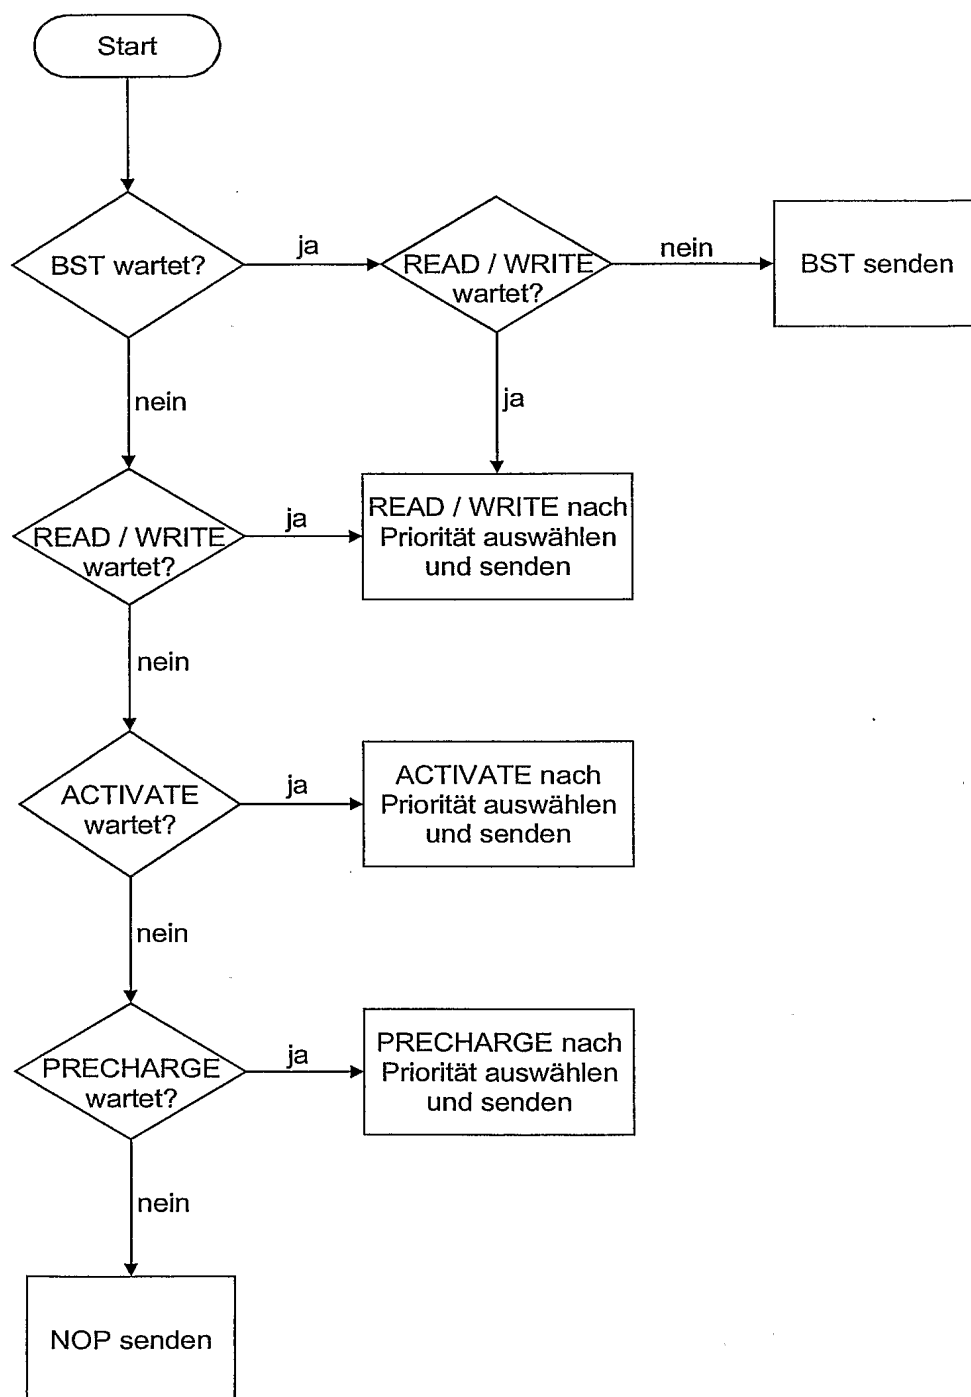 Start
BST wartet?
ja
READ / WRITE
wartet?
nein
BST senden
nein
ja
READ / WRITE
wartet?
ja
READ / WRITE nach
Priorität auswählen
und senden
nein
ACTIVATE
wartet?
ja
ACTIVATE nach
Priorität auswählen
und senden
nein
PRECHARGE
wartet?
ja
PRECHARGE nach
Priorität auswählen
und senden
nein
NOP senden